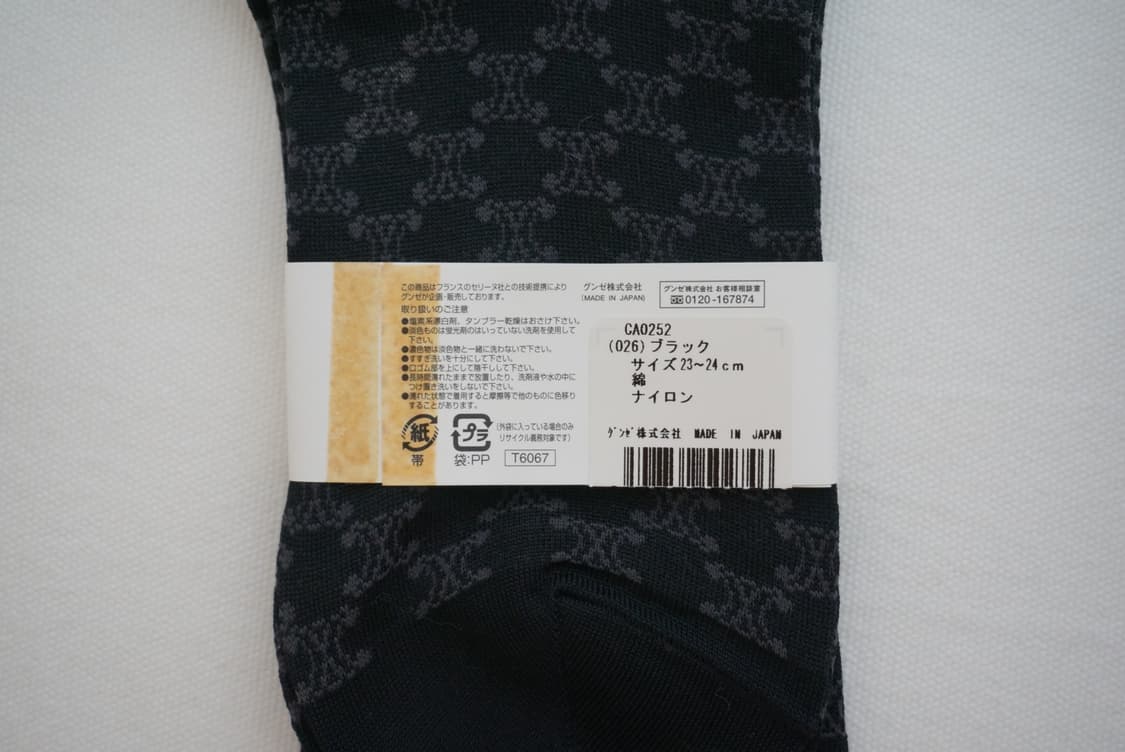 この商品はフランスのセリーヌ社との技術提携により
グンゼが企画・販売しております。
取り扱いのご注意
●塩素系漂白剤、タンブラー乾燥はおさけ下さい。
●淡色ものは蛍光剤のはいっていない洗剤を使用して
下さい。
●濃色物は淡色物と一緒に洗わないで下さい。
●すすぎ洗いを十分にして下さい。
●口ゴム部を上にして陰干しして下さい。
●長時間濡れたままで放置したり、洗剤液や水の中に
つけ置き洗いをしないで下さい。
●濡れた状態で着用すると摩擦等で他のものに色移り
することがあります。
紙
帯
プラ
袋:PP
(外袋に入っている場合のみ
リサイクル義務対象です)
T6067
グンゼ株式会社
(MADE IN JAPAN)
グンゼ株式会社 お客様相談室
0120-167874
CA0252
(026)ブラック
サイズ23〜24cm
綿
ナイロン
グンゼ株式会社 MADE IN JAPAN